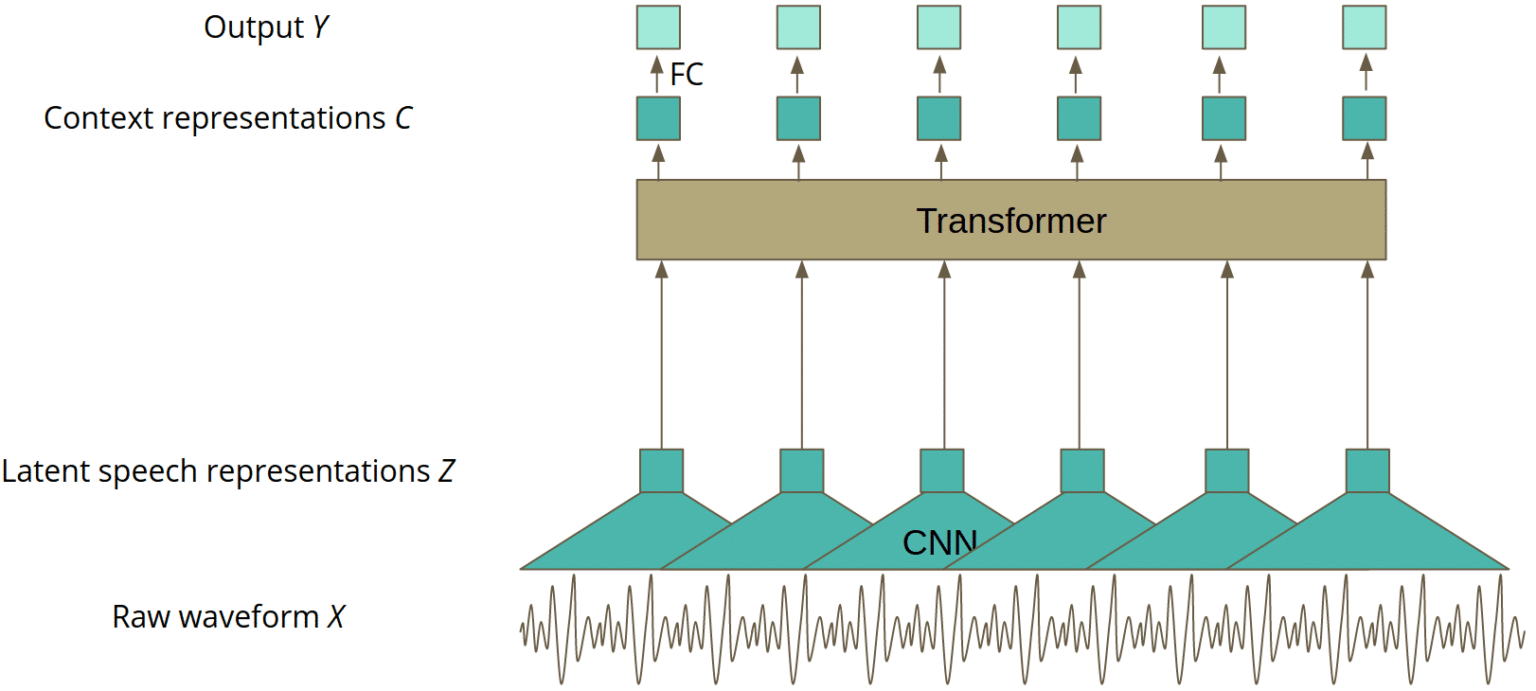 Output Y
FC
Context representations C
Transformer
Latent speech representations Z
CNN
Raw waveform X